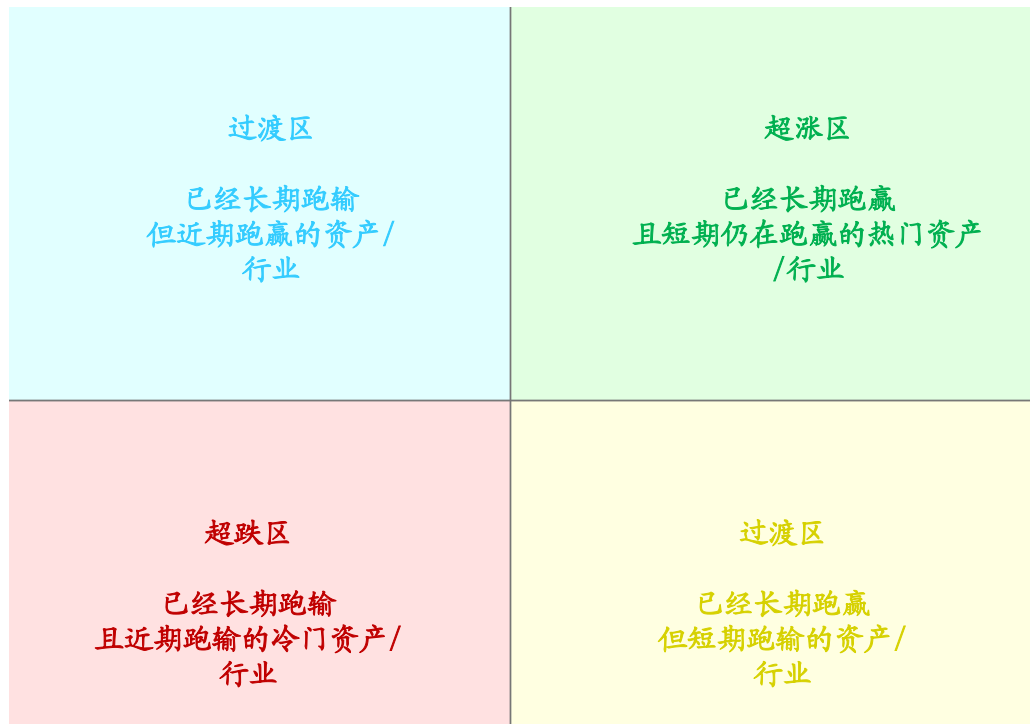 过渡区
已经长期跑输
但近期跑赢的资产/
行业
超涨区
已经长期跑赢
且短期仍在跑赢的热门资产
/行业
超跌区
已经长期跑输
且近期跑输的冷门资产/
行业
过渡区
已经长期跑赢
但短期跑输的资产/
行业